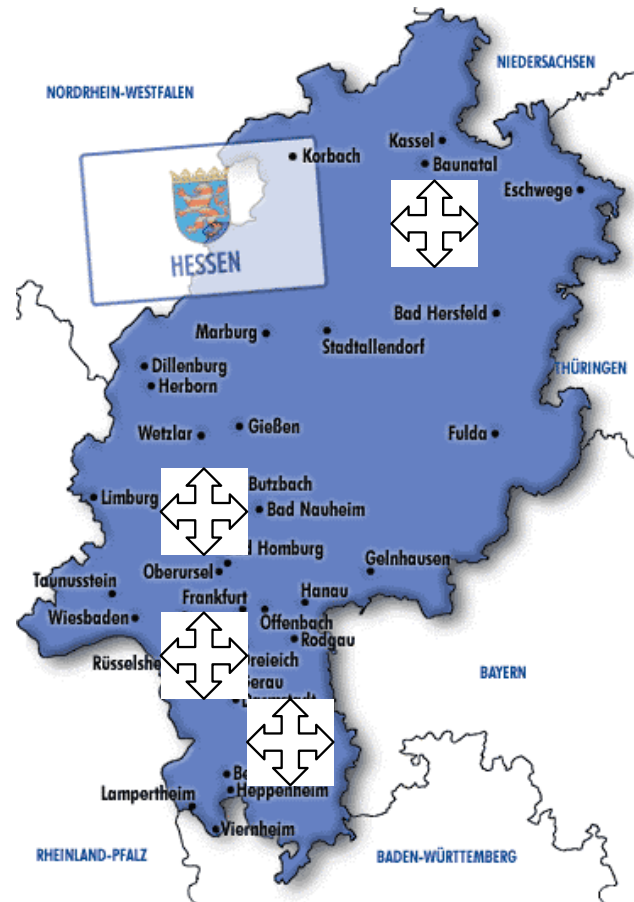 NIEDERSACHSEN
NORDRHEIN-WESTFALEN
Kassel
Korbach
Baunatal
Eschwege
HESSEN
Bad Hersfeld
Marburg
Stadtallendorf
Dillenburg
THÜRINGEN
Herborn
Gießen
Wetzlar
Fulda
Butzbach
Limburg
Bad Nauheim
Homburg
Oberursel
Gelnhausen
Taunusstein
Hanau
Frankfurt
Wiesbaden
Offenbach
Rodgau
BAYERN
Heppenheim
Lampertheim
Viernheim
RHEINLAND-PFALZ
BADEN-WÜRTTEMBERG